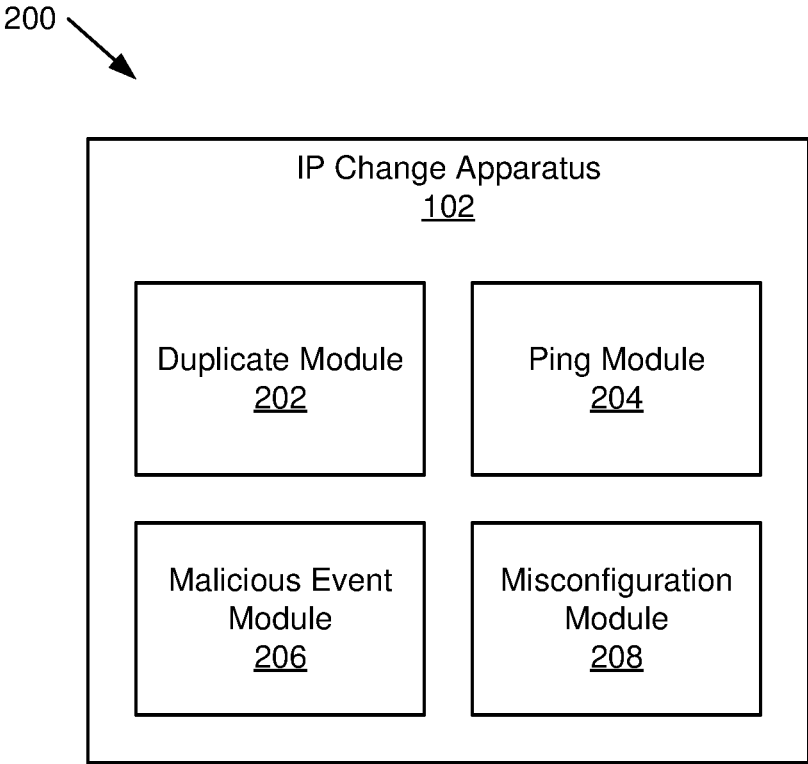 200
IP Change Apparatus
102
Duplicate Module
202
Ping Module
204
Malicious Event
Module
206
Misconfiguration
Module
208